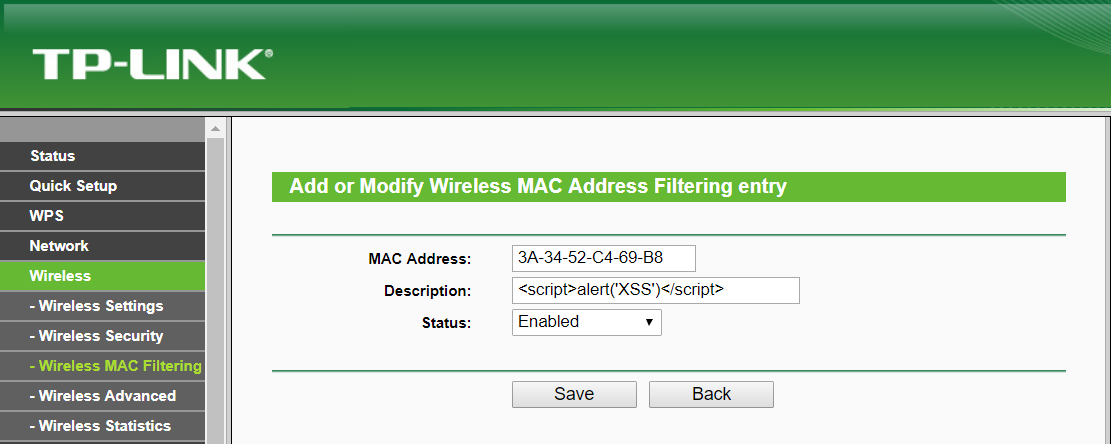 TP-LINK®
Status
Quick Setup
WPS
Network
Wireless
- Wireless Settings
- Wireless Security
- Wireless MAC Filtering
- Wireless Advanced
- Wireless Statistics
Add or Modify Wireless MAC Address Filtering entry
MAC Address: 3A-34-52-C4-69-B8
Description: <script>alert('XSS')</script>
Status: Enabled
Save Back